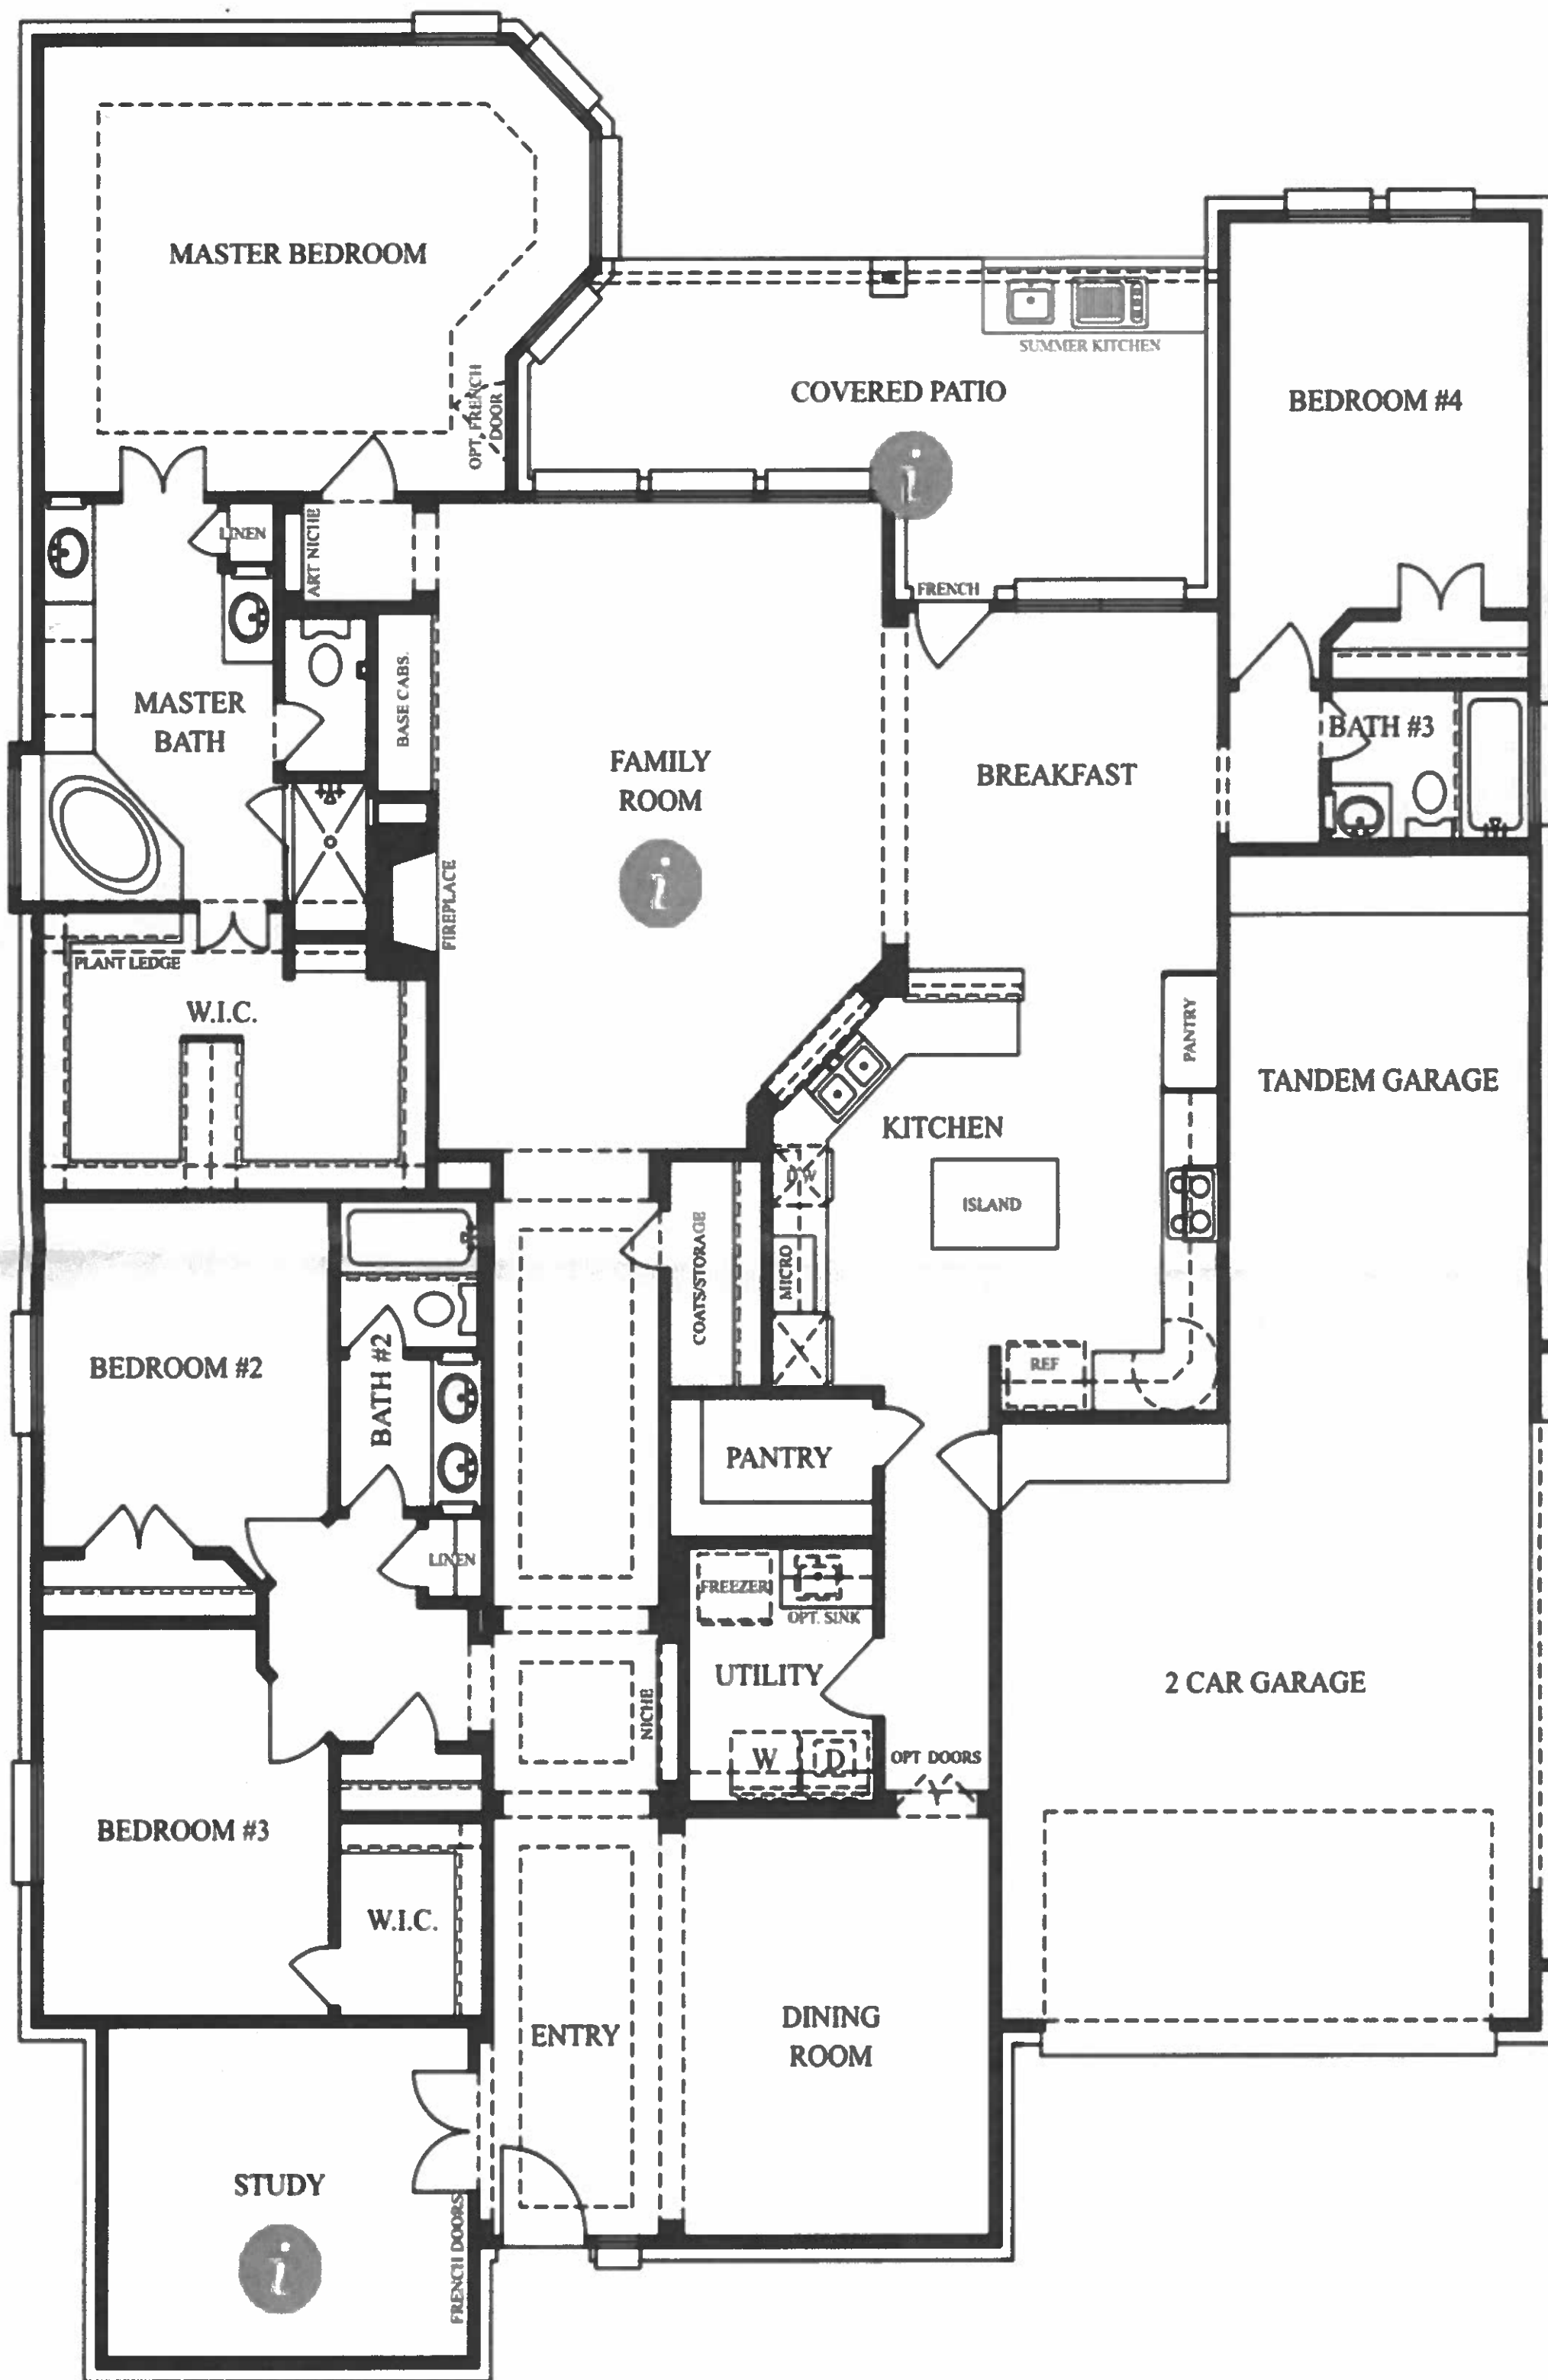 MASTER BEDROOM
OPT. FRENCH
DOOR
SUMMER KITCHEN
COVERED PATIO
BEDROOM #4
i
LINEN
ART NICHE
FRENCH
MASTER
BATH
BASE CABS.
FAMILY
ROOM
i
BREAKFAST
BATH #3
FIREPLACE
PLANT LEDGE
W.I.C.
PANTRY
TANDEM GARAGE
KITCHEN
D/W
ISLAND
COATS/STORAGE
MICRO
BEDROOM #2
BATH #2
REF
PANTRY
LINEN
FREEZER
OPT. SINK
UTILITY
NICHE
2 CAR GARAGE
W
D
OPT DOORS
BEDROOM #3
W.I.C.
ENTRY
DINING
ROOM
STUDY
i
FRENCH DOORS